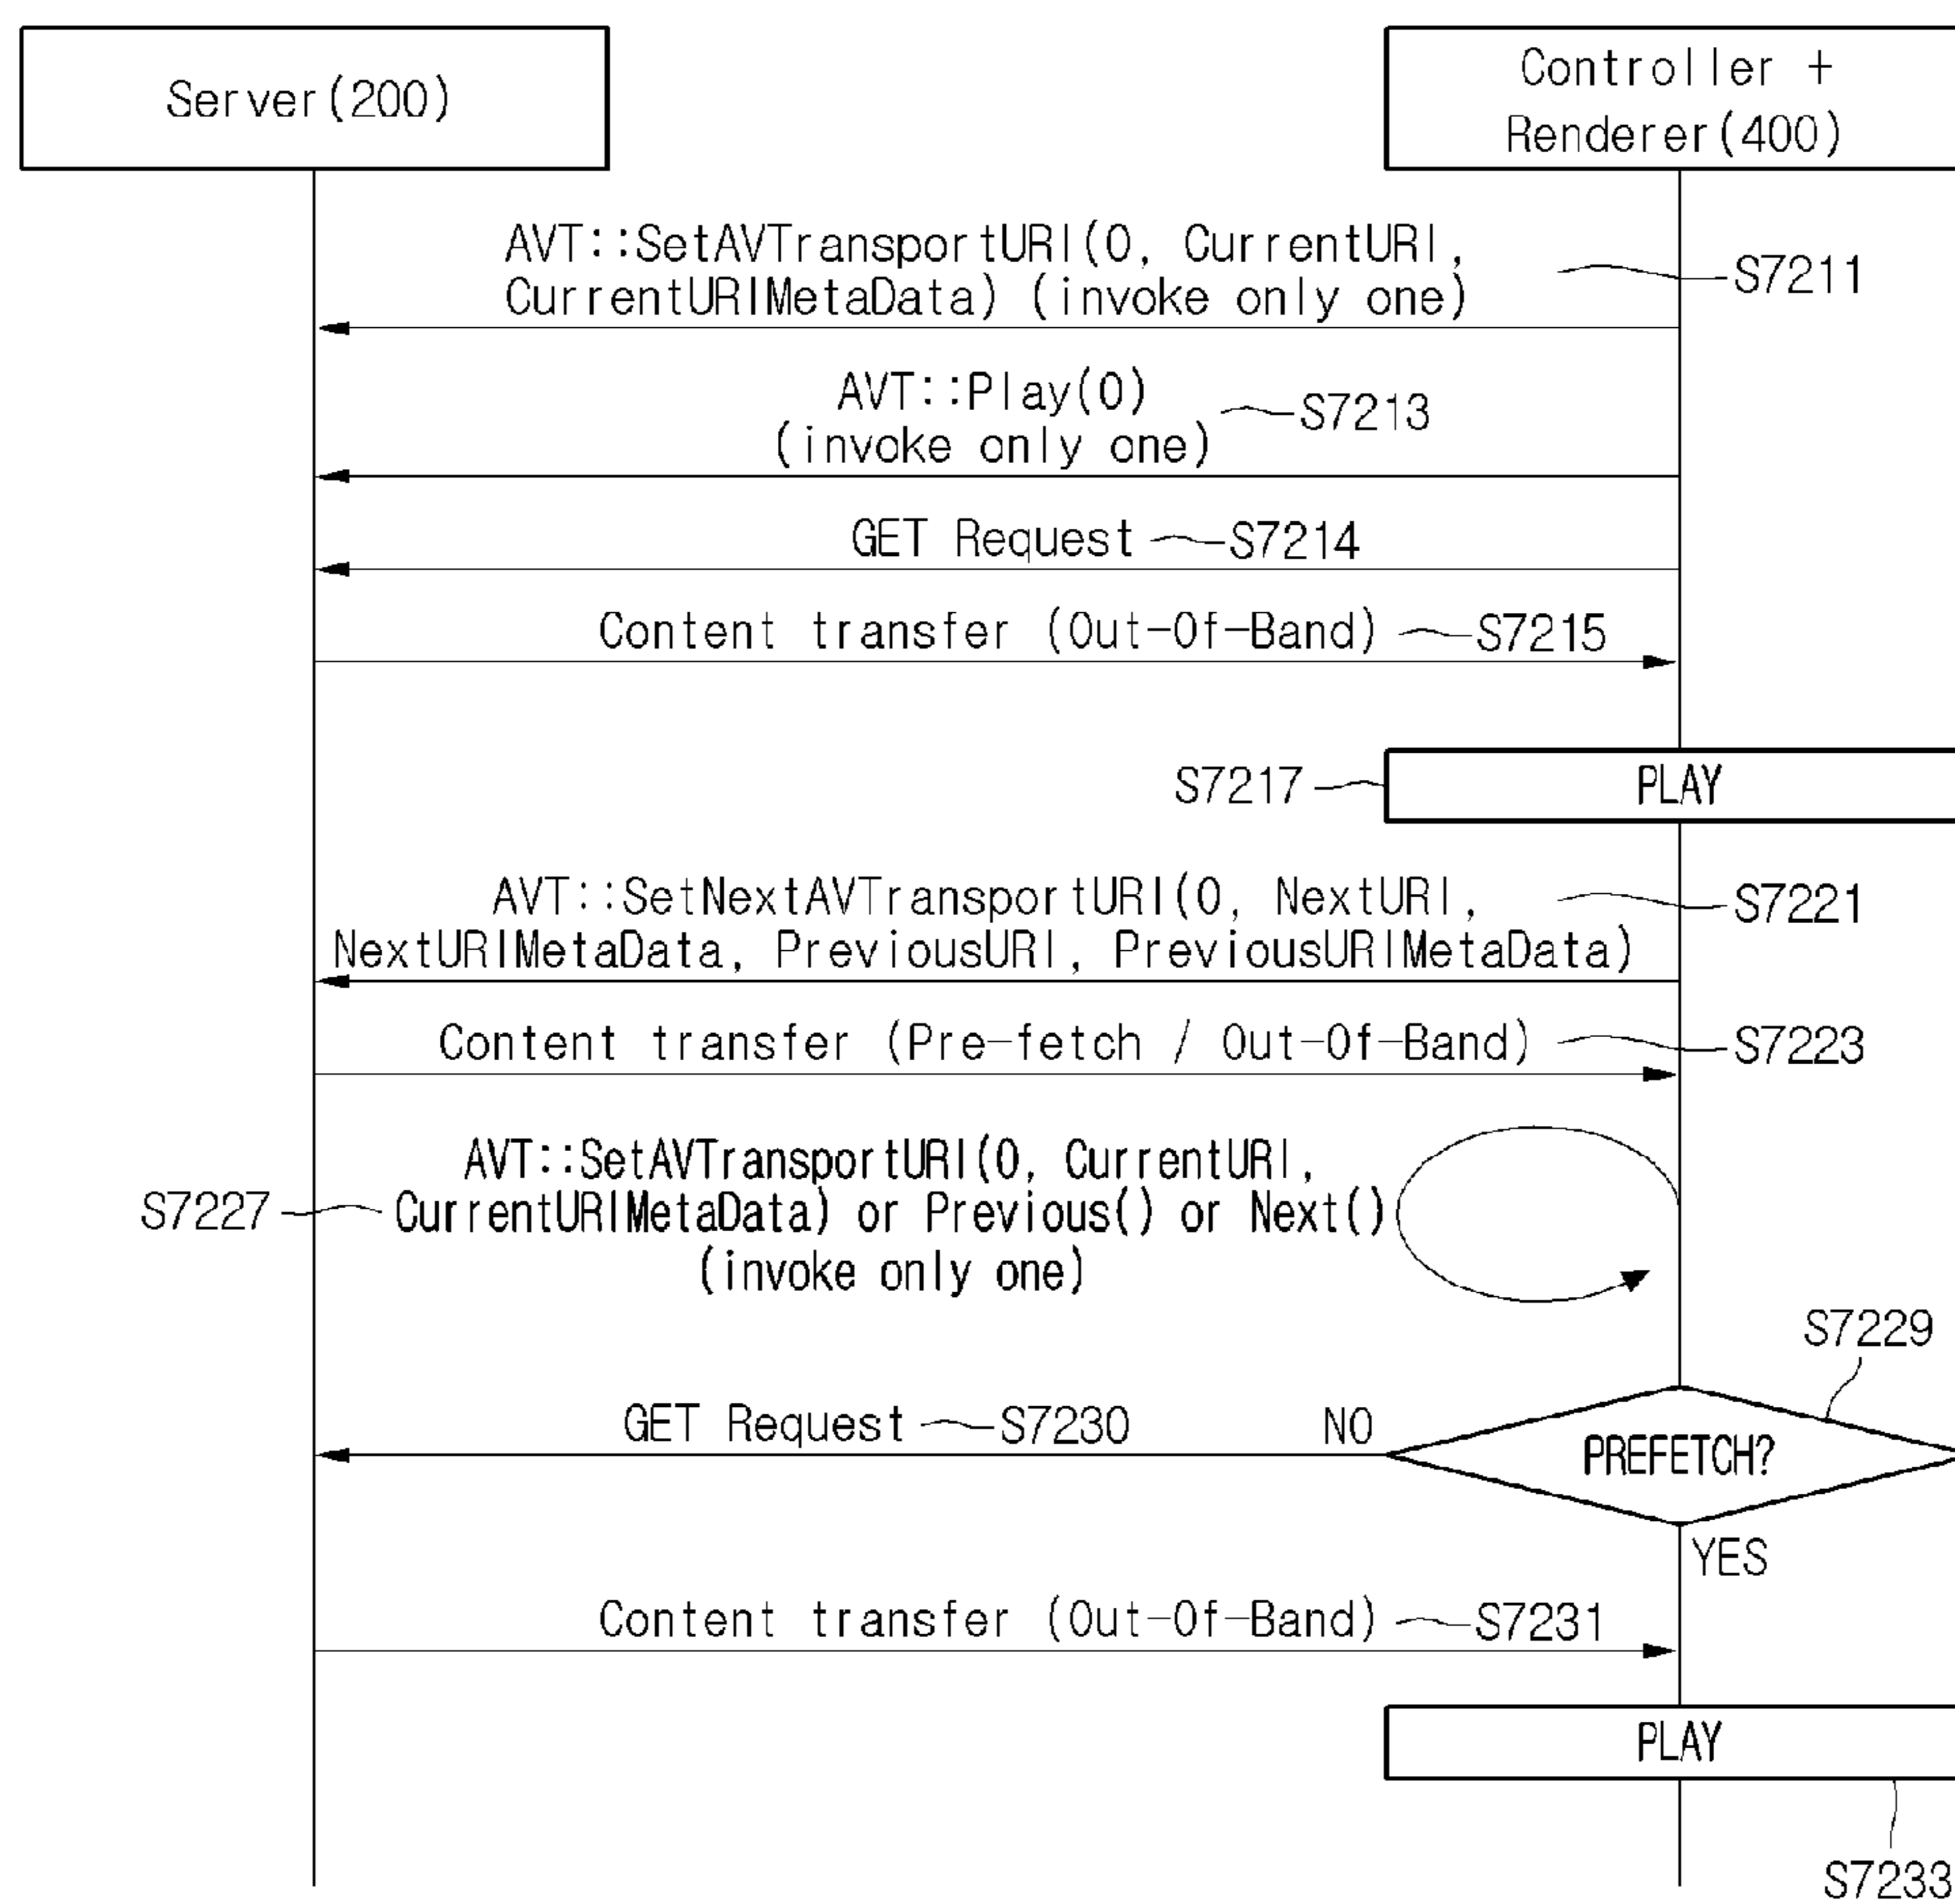 Server(200)
Controller +
Renderer(400)
AVT::SetAVTransportURI(0, CurrentURI,
CurrentURIMetaData) (invoke only one)
S7211
AVT::Play(0)
(invoke only one)
S7213
GET Request
S7214
Content transfer (Out-Of-Band)
S7215
S7217
PLAY
AVT::SetNextAVTransportURI(0, NextURI,
NextURIMetaData, PreviousURI, PreviousURIMetaData)
S7221
Content transfer (Pre-fetch / Out-Of-Band)
S7223
S7227
AVT::SetAVTransportURI(0, CurrentURI,
CurrentURIMetaData) or Previous() or Next()
(invoke only one)
S7229
GET Request
S7230
NO
PREFETCH?
YES
Content transfer (Out-Of-Band)
S7231
PLAY
S7233